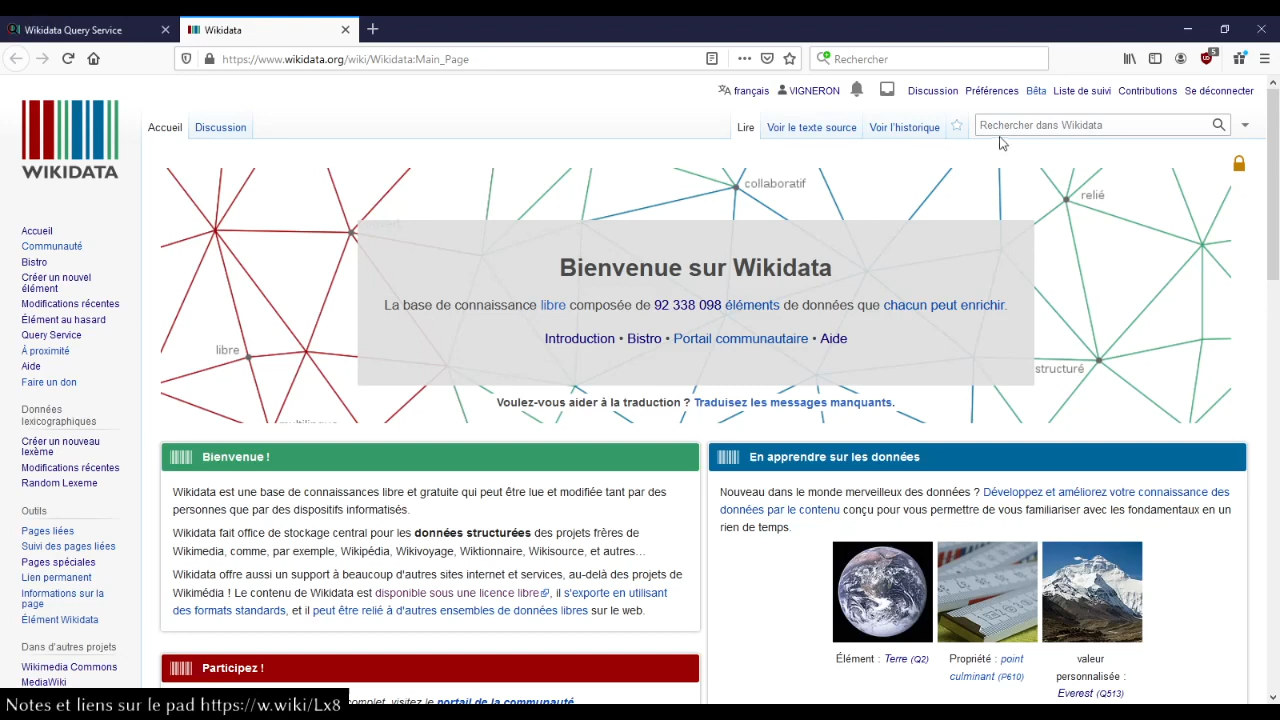 Wikidata Query Service
Wikidata
https://www.wikidata.org/wiki/Wikidata:Main_Page
Rechercher
5
français VIGNERON Discussion Préférences Bêta Liste de suivi Contributions Se déconnecter
WIKIDATA
Accueil Discussion
Lire Voir le texte source Voir l'historique
Rechercher dans Wikidata
Accueil
Communauté
Bistro
Créer un nouvel
élément
Modifications récentes
Élément au hasard
Query Service
À proximité
Aide
Faire un don
Données
lexicographiques
Créer un nouveau
lexème
Modifications récentes
Random Lexeme
Outils
Pages liées
Suivi des pages liées
Pages spéciales
Lien permanent
Informations sur la
page
Élément Wikidata
Dans d'autres projets
Wikimedia Commons
MediaWiki
collaboratif
relié
libre
structuré
multilingue
Bienvenue sur Wikidata
La base de connaissance libre composée de 92 338 098 éléments de données que chacun peut enrichir.
Introduction • Bistro • Portail communautaire • Aide
Voulez-vous aider à la traduction ? Traduisez les messages manquants.
Bienvenue !
Wikidata est une base de connaissances libre et gratuite qui peut être lue et modifiée tant par des
personnes que par des dispositifs informatisés.
Wikidata fait office de stockage central pour les données structurées des projets frères de
Wikimedia, comme, par exemple, Wikipédia, Wikivoyage, Wiktionnaire, Wikisource, et autres…
Wikidata offre aussi un support à beaucoup d'autres sites internet et services, au-delà des projets de
Wikimédia ! Le contenu de Wikidata est disponible sous une licence libre, il s'exporte en utilisant
des formats standards, et il peut être relié à d'autres ensembles de données libres sur le web.
Participez !
complet, visitez le portail de la communauté
En apprendre sur les données
Nouveau dans le monde merveilleux des données ? Développez et améliorez votre connaissance des
données par le contenu conçu pour vous permettre de vous familiariser avec les fondamentaux en un
rien de temps.
Élément : Terre (Q2)
Propriété : point
culminant (P610)
valeur
personnalisée :
Everest (Q513)
Notes et liens sur le pad https://w.wiki/Lx8